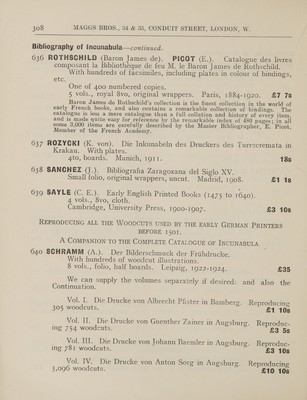 308 MAGGS BROS., 34 & 35, CONDUIT STREET, LONDON, W.
Bibliography of Incunabula—continued.
636 ROTHSCHILD (Baron James de). PICOT (E.). Catalogue des livres
composant la Bibliothèque de feu M. le Baron James de Rothschild.
With hundreds of facsimiles, including plates in colour of bindings,
etc.
One of 400 numbered copies.
5 vols., royal 8vo, original wrappers. Paris, 1884-1920. £7 7s
Baron James de Rothschild's collection is the finest collection in the world of
early French books, and also contains a remarkable collection of bindings. The
catalogue is less a mere catalogue than a full collection and history of every item,
and is made quite easy for reference by the remarkable index of 480 pages; in all
some 3,000 items are carefully described by the Master Bibliographer, E. Picot,
Member of the French Academy.
637 ROZYCKI (K. von). Die Inkunabeln des Druckers des Turrecremata in
Krakau. With plates.
4to, boards. Munich, 1911. 18s
638 SANCHEZ (J.). Bibliografia Zaragozana del Siglo XV.
Small folio, original wrappers, uncut. Madrid, 1908. £1 1s
639 SAYLE (C. E.). Early English Printed Books (1475 to 1640).
4 vols., 8vo, cloth.
Cambridge, University Press, 1900-1907. £3 10s
REPRODUCING ALL THE WOODCUTS USED BY THE EARLY GERMAN PRINTERS
BEFORE 1901.
A COMPANION TO THE COMPLETE CATALOGUE OF INCUNABULA
640 SCHRAMM (A.). Der Bilderschmuck der Frühdrucke.
With hundreds of woodcut illustrations.
8 vols., folio, half boards. Leipzig, 1922-1924. £35
We can supply the volumes separately if desired: and also the
Continuation.
Vol. I. Die Drucke von Albrecht Pfister in Bamberg. Reproducing
305 woodcuts. £1 10s
Vol. II. Die Drucke von Guenther Zainer in Augsburg. Reproduc-
ing 754 woodcuts. £3 5s
Vol. III. Die Drucke von Johann Baemler in Augsburg. Reproduc-
ing 781 woodcuts. £3 10s
Vol. IV. Die Drucke von Anton Sorg in Augsburg. Reproducing
3,096 woodcuts. £10 10s